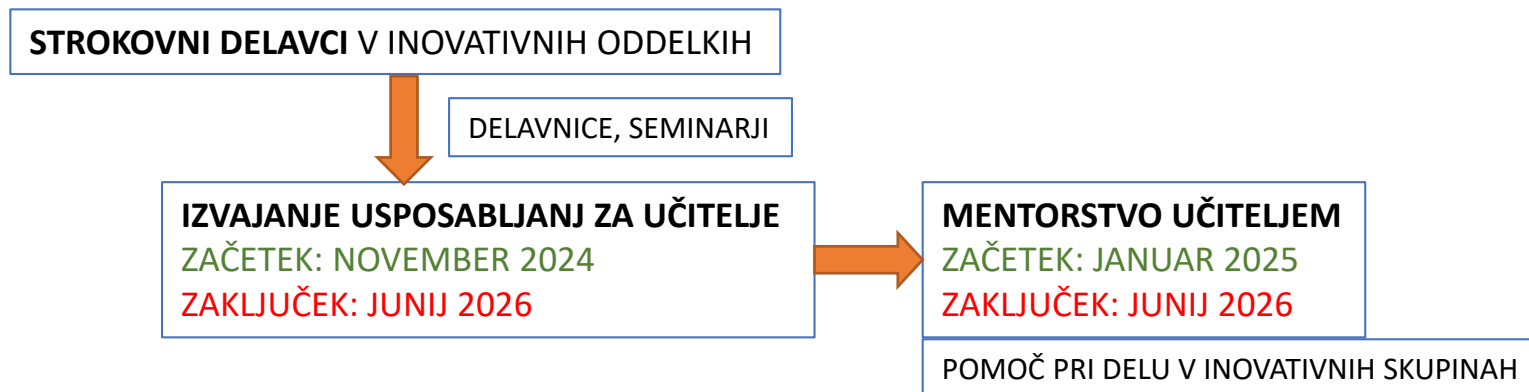 STROKOVNI DELAVCI V INOVATIVNIH ODDELKIH
DELAVNICE, SEMINARJI
IZVAJANJE USPOSABLJANJ ZA UČITELJE
ZAČETEK: NOVEMBER 2024
ZAKLJUČEK: JUNIJ 2026
MENTORSTVO UČITELJEM
ZAČETEK: JANUAR 2025
ZAKLJUČEK: JUNIJ 2026
POMOČ PRI DELU V INOVATIVNIH SKUPINAH